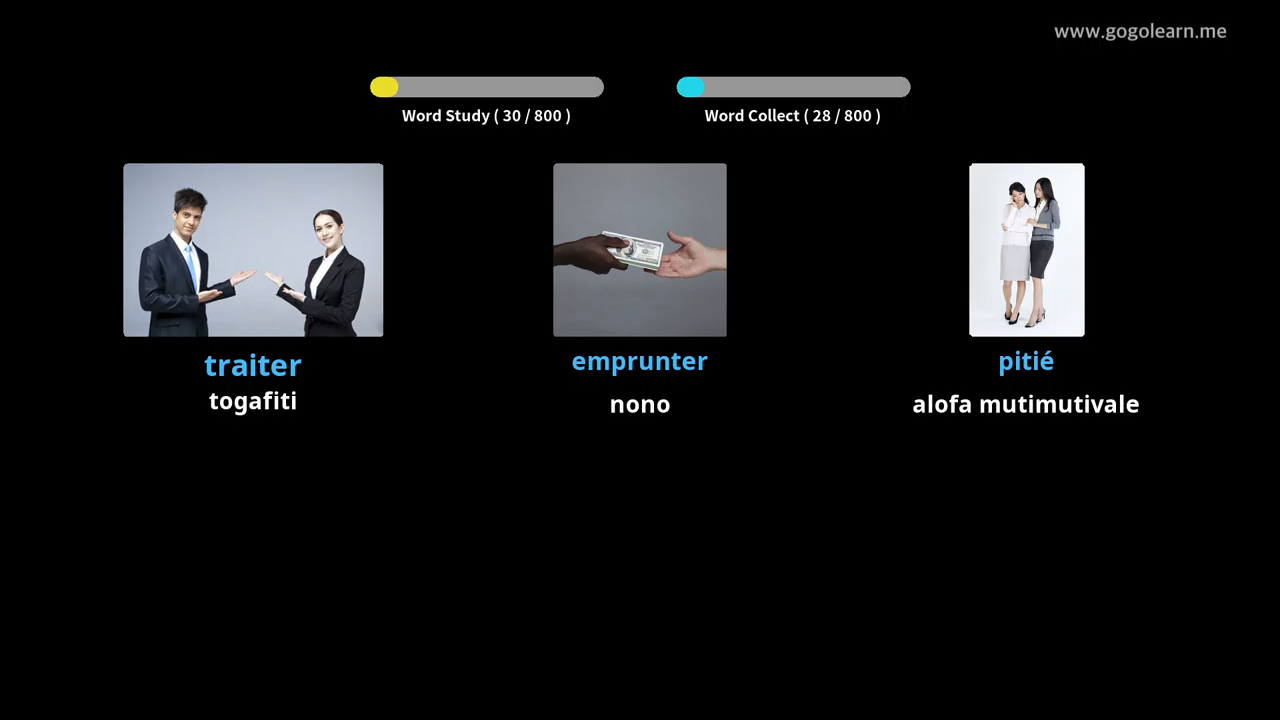 www.gogolearn.me
Word Study ( 30 / 800 )
Word Collect ( 28 / 800 )
traiter
togafiti
emprunter
nono
pitié
alofa mutimutivale